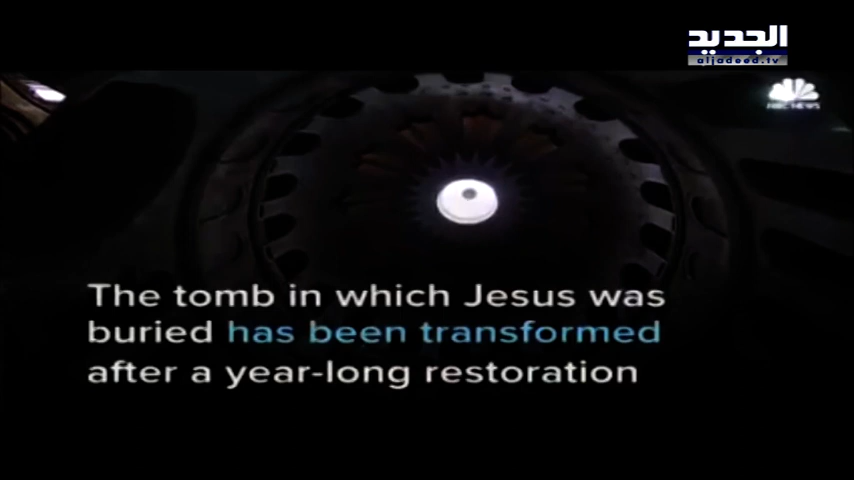 الجديد
aljadeed.tv
NBC NEWS
The tomb in which Jesus was
buried has been transformed
after a year-long restoration